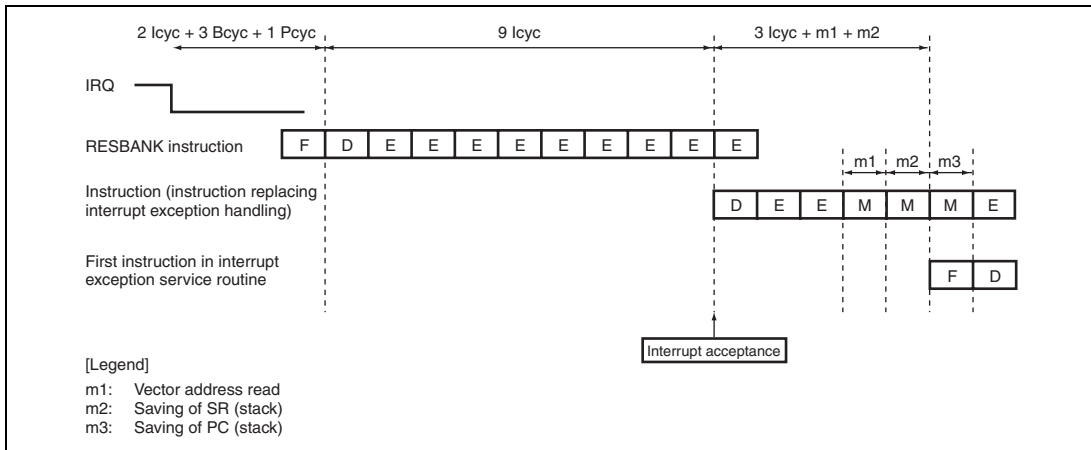 2 Icyc + 3 Bcyc + 1 Pcyc 9 Icyc 3 Icyc + m1 + m2
IRQ
RESBANK instruction F D E E E E E E E E E
m1 m2 m3
Instruction (instruction replacing
interrupt exception handling) D E E M M M E
First instruction in interrupt
exception service routine F D
Interrupt acceptance
[Legend]
m1: Vector address read
m2: Saving of SR (stack)
m3: Saving of PC (stack)